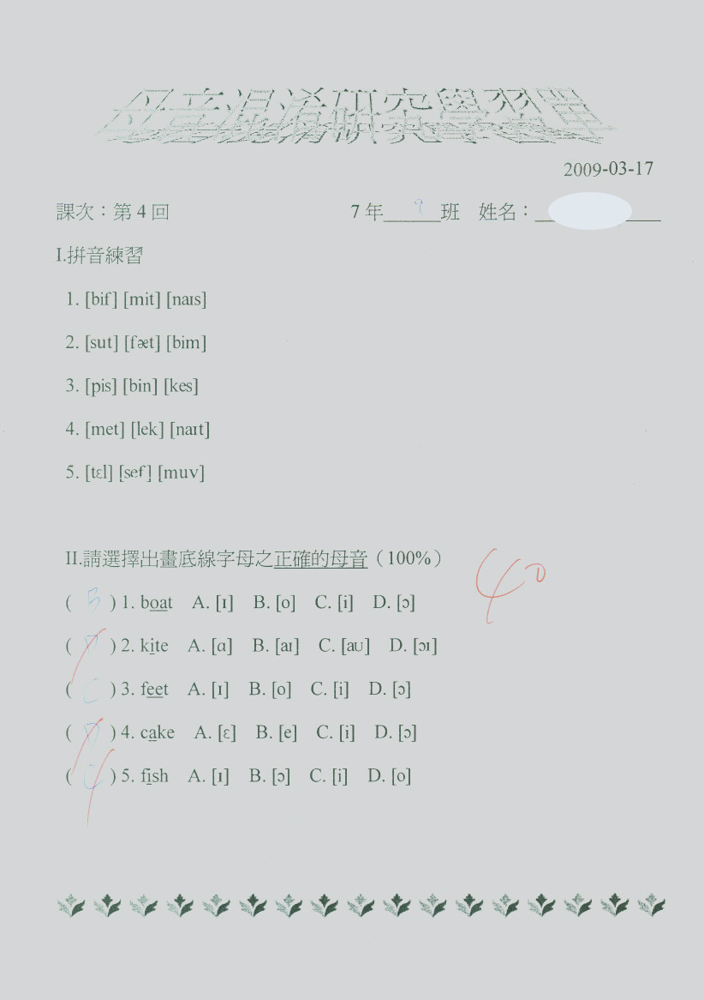 母音混淆研究學習單
2009-03-17
課次：第 4 回 7 年 9 班 姓名：
I.拼音練習
1. [bif] [mit] [naɪs]
2. [sut] [fæt] [bim]
3. [pis] [bin] [kes]
4. [met] [lek] [naɪt]
5. [tɛl] [sef] [muv]
II.請選擇出畫底線字母之正確的母音（100%）
40
( B ) 1. boat A. [ɪ] B. [o] C. [i] D. [ɔ]
( D ) 2. kite A. [ɑ] B. [aɪ] C. [aᴜ] D. [ɔɪ]
( C ) 3. feet A. [ɪ] B. [o] C. [i] D. [ɔ]
( D ) 4. cake A. [ɛ] B. [e] C. [i] D. [ɔ]
( C ) 5. fish A. [ɪ] B. [ɔ] C. [i] D. [o]